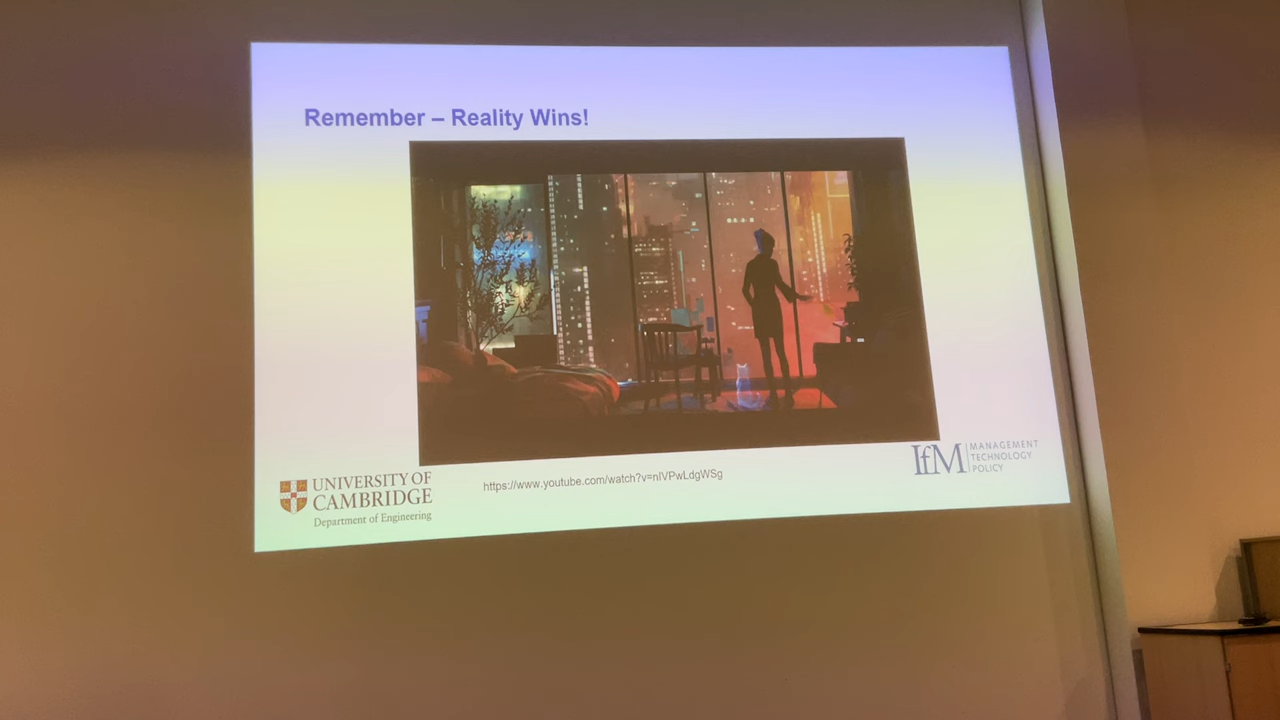 Remember – Reality Wins!
https://www.youtube.com/watch?v=nIVPwLdgWSg
UNIVERSITY OF
CAMBRIDGE
Department of Engineering
IfM
MANAGEMENT
TECHNOLOGY
POLICY